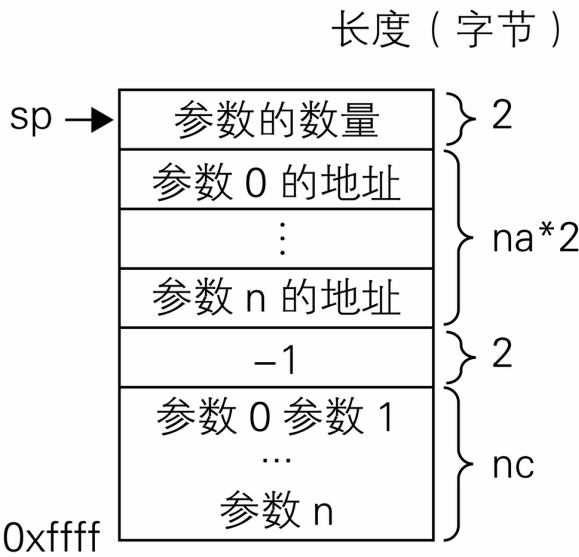 长度（字节）
sp 参数的数量 2
参数 0 的地址
⋮ na*2
参数 n 的地址
–1 2
参数 0 参数 1
… nc
参数 n
0xffff